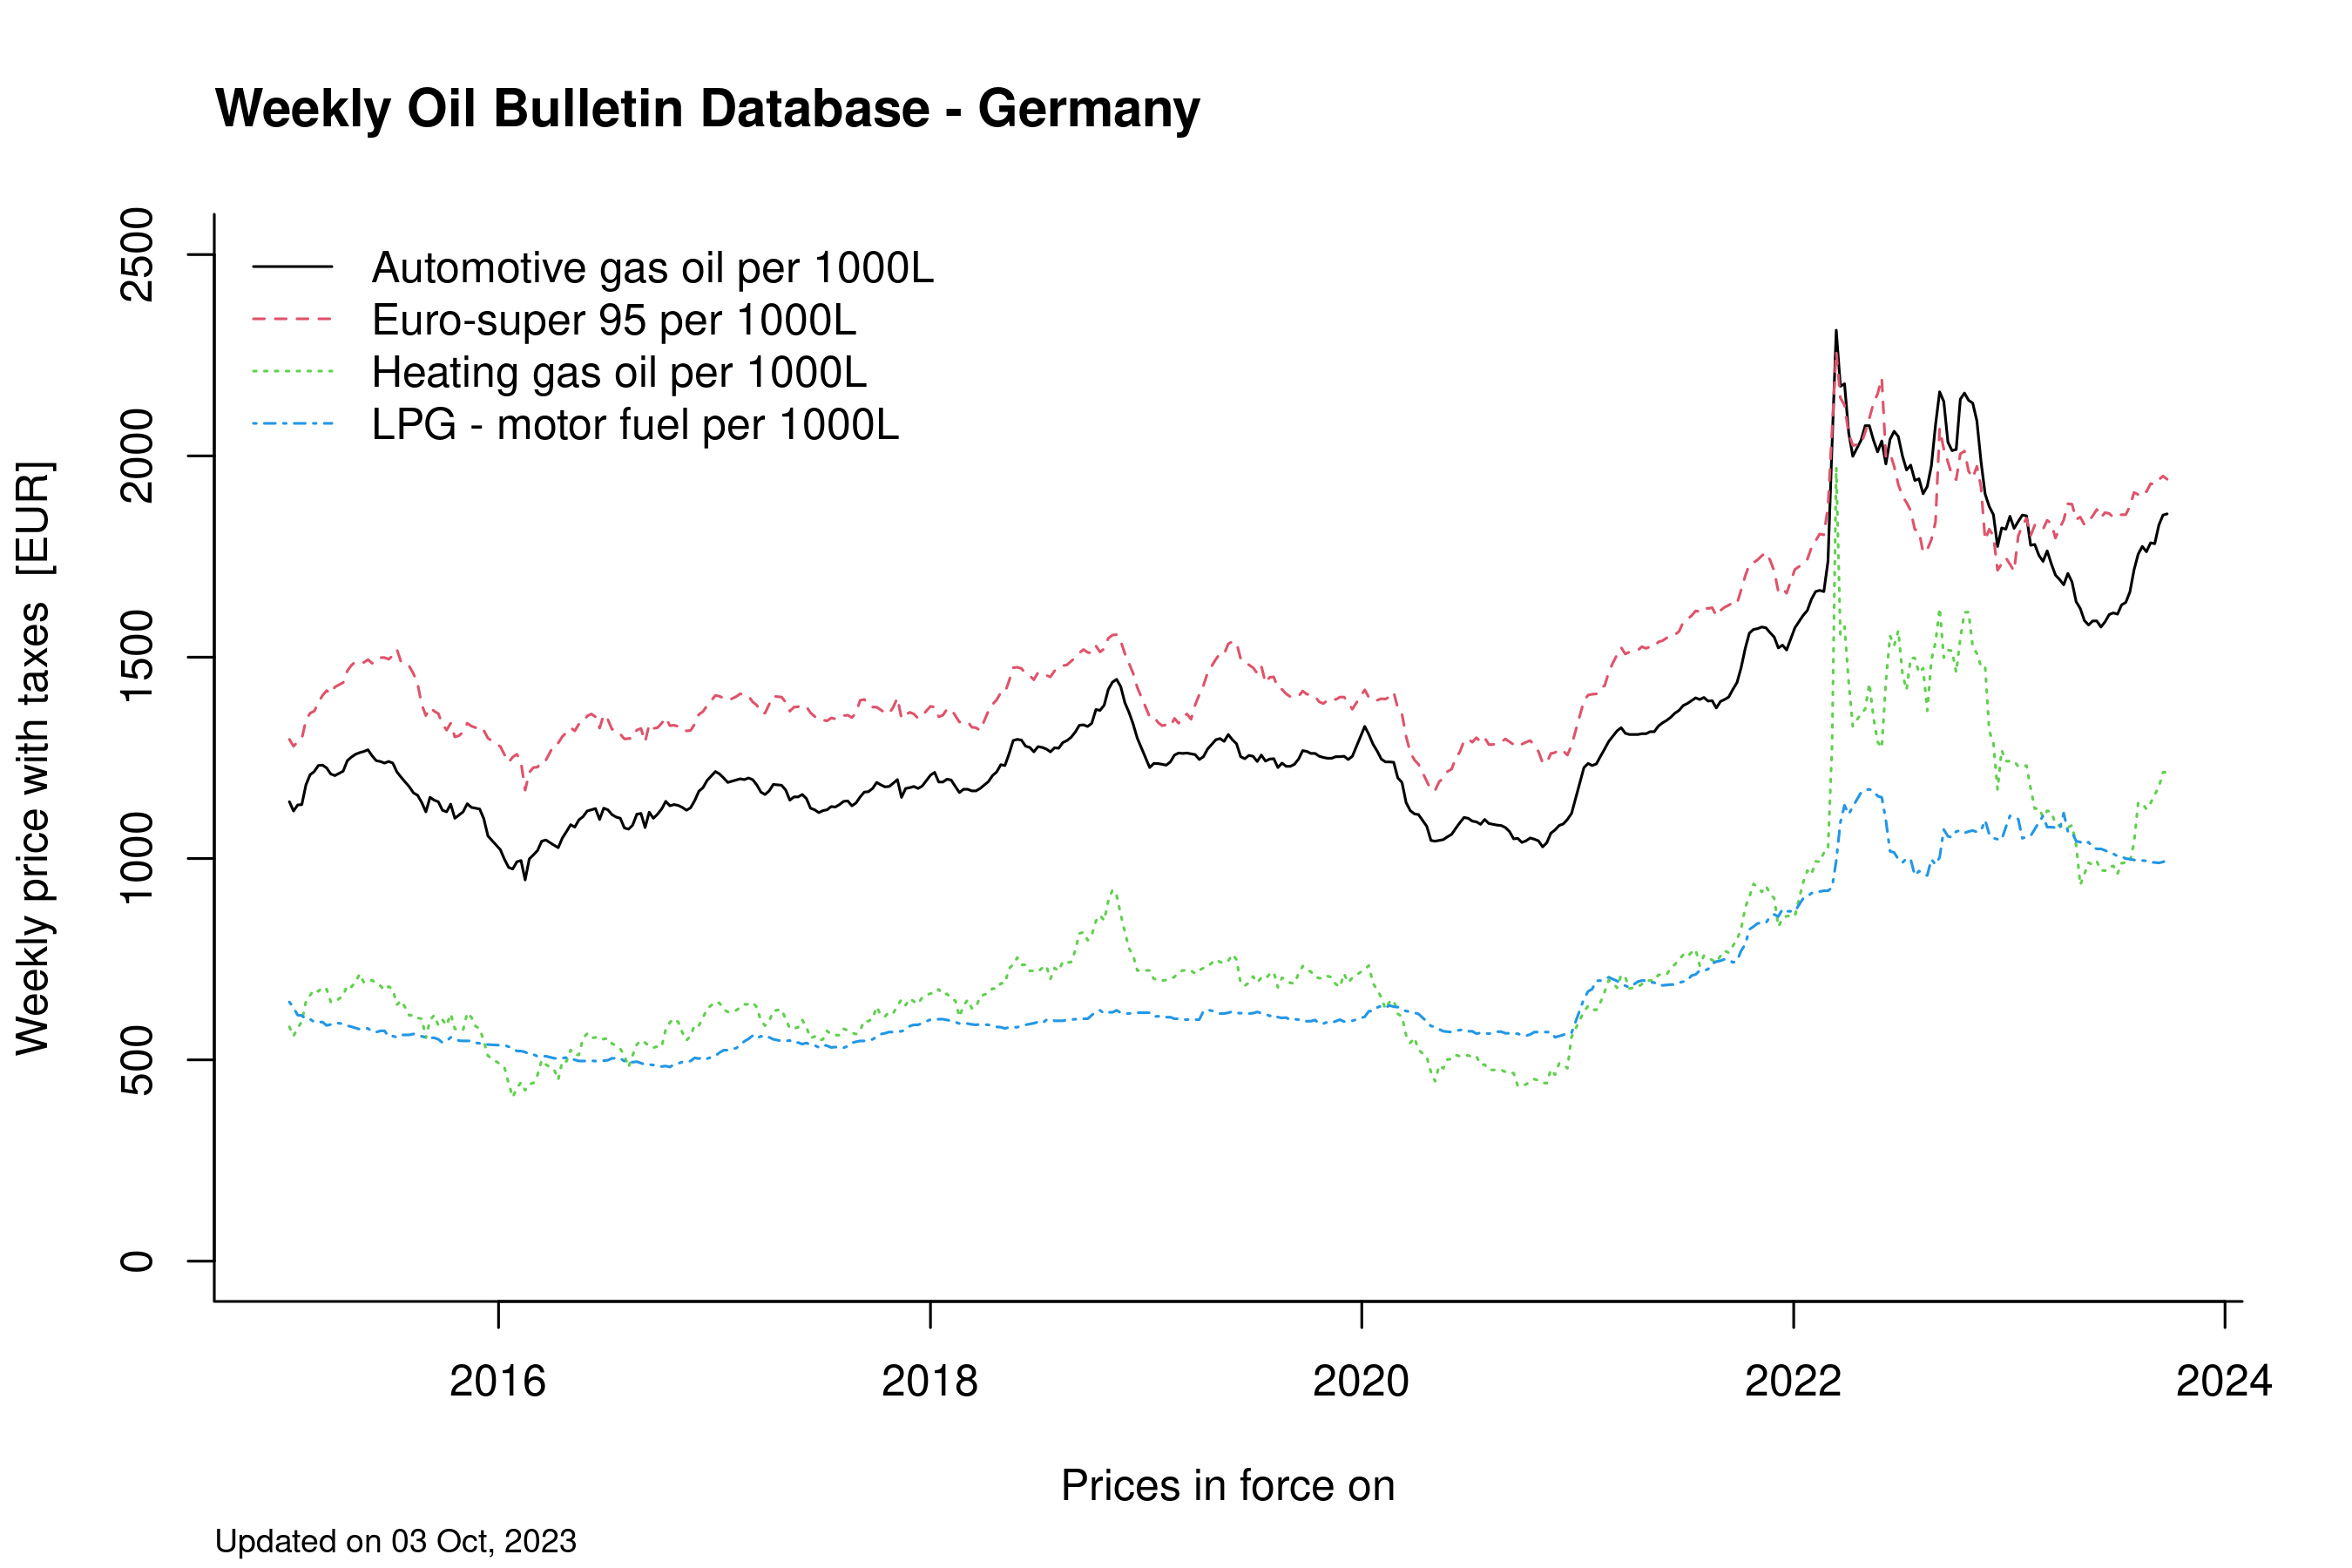 Weekly Oil Bulletin Database - Germany
2500
2000
1500
1000
500
0
Weekly price with taxes  [EUR]
Automotive gas oil per 1000L
Euro-super 95 per 1000L
Heating gas oil per 1000L
LPG - motor fuel per 1000L
2016 2018 2020 2022 2024
Prices in force on
Updated on 03 Oct, 2023